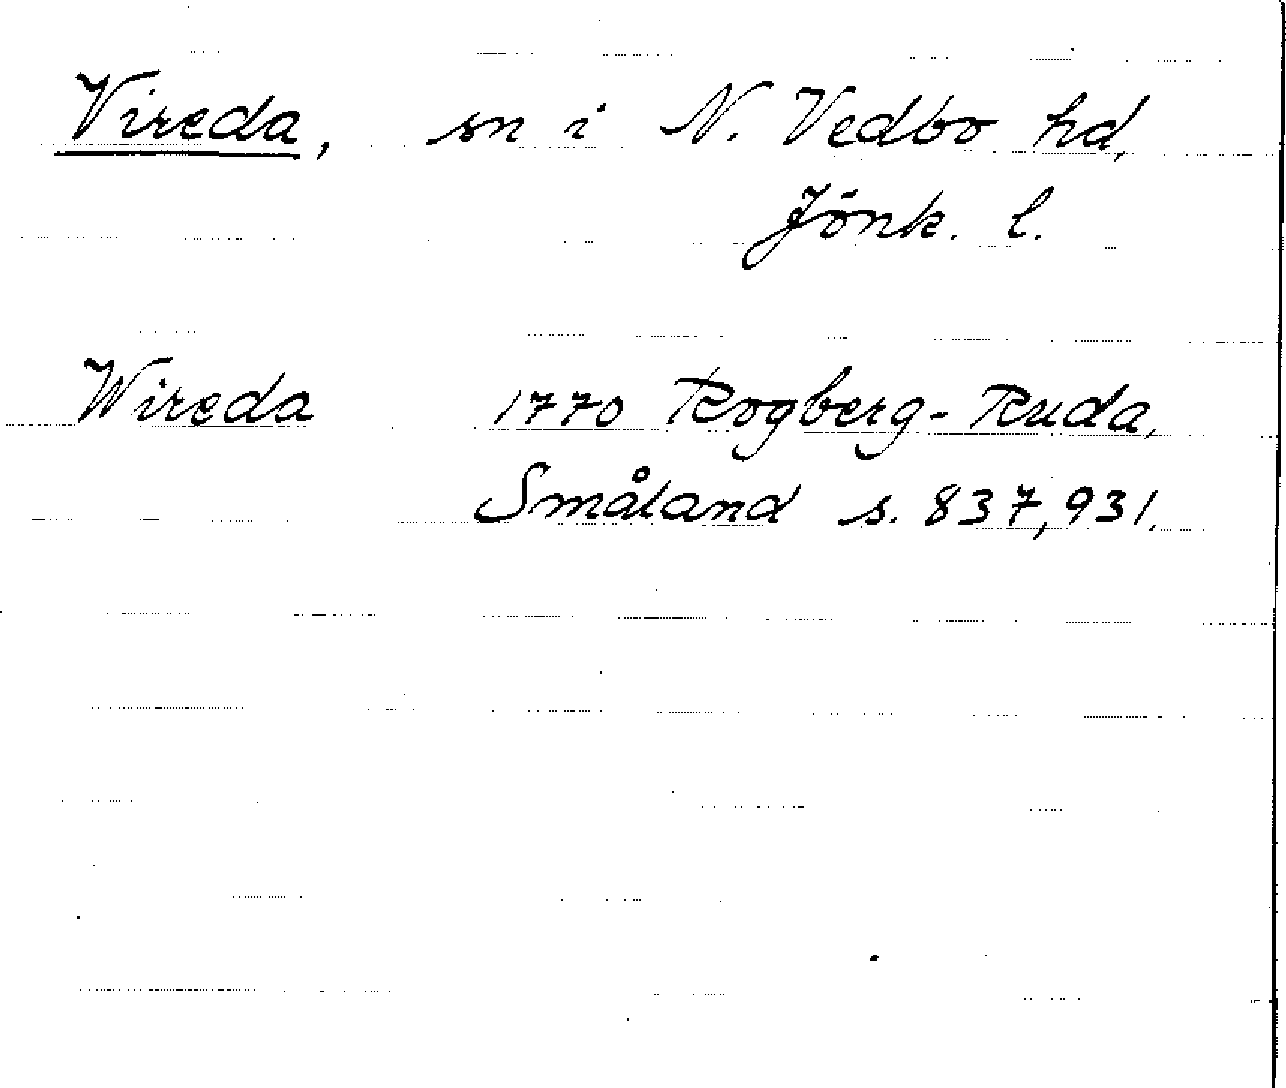 Vireda, sn i N. Vedbo hd,
Jönk. l.
Wireda 1770 Rogberg-Ruda,
Småland s. 837,931.